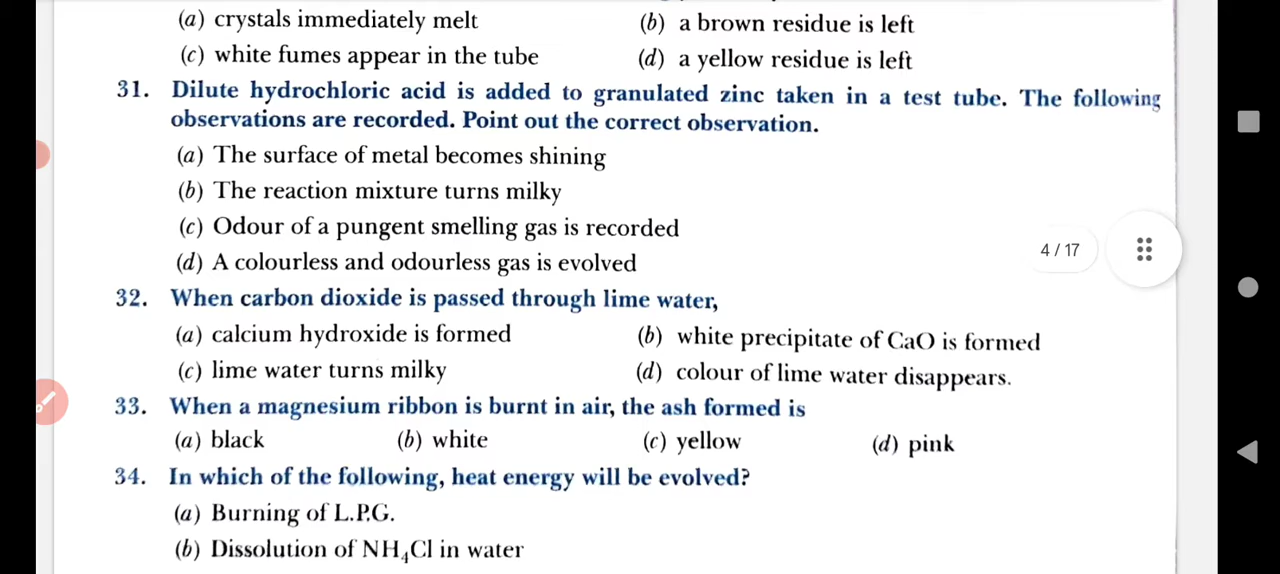 (a) crystals immediately melt (b) a brown residue is left
(c) white fumes appear in the tube (d) a yellow residue is left
31. Dilute hydrochloric acid is added to granulated zinc taken in a test tube. The following
observations are recorded. Point out the correct observation.
(a) The surface of metal becomes shining
(b) The reaction mixture turns milky
(c) Odour of a pungent smelling gas is recorded
(d) A colourless and odourless gas is evolved
4 / 17
32. When carbon dioxide is passed through lime water,
(a) calcium hydroxide is formed (b) white precipitate of CaO is formed
(c) lime water turns milky (d) colour of lime water disappears.
33. When a magnesium ribbon is burnt in air, the ash formed is
(a) black (b) white (c) yellow (d) pink
34. In which of the following, heat energy will be evolved?
(a) Burning of L.P.G.
(b) Dissolution of NH₄Cl in water